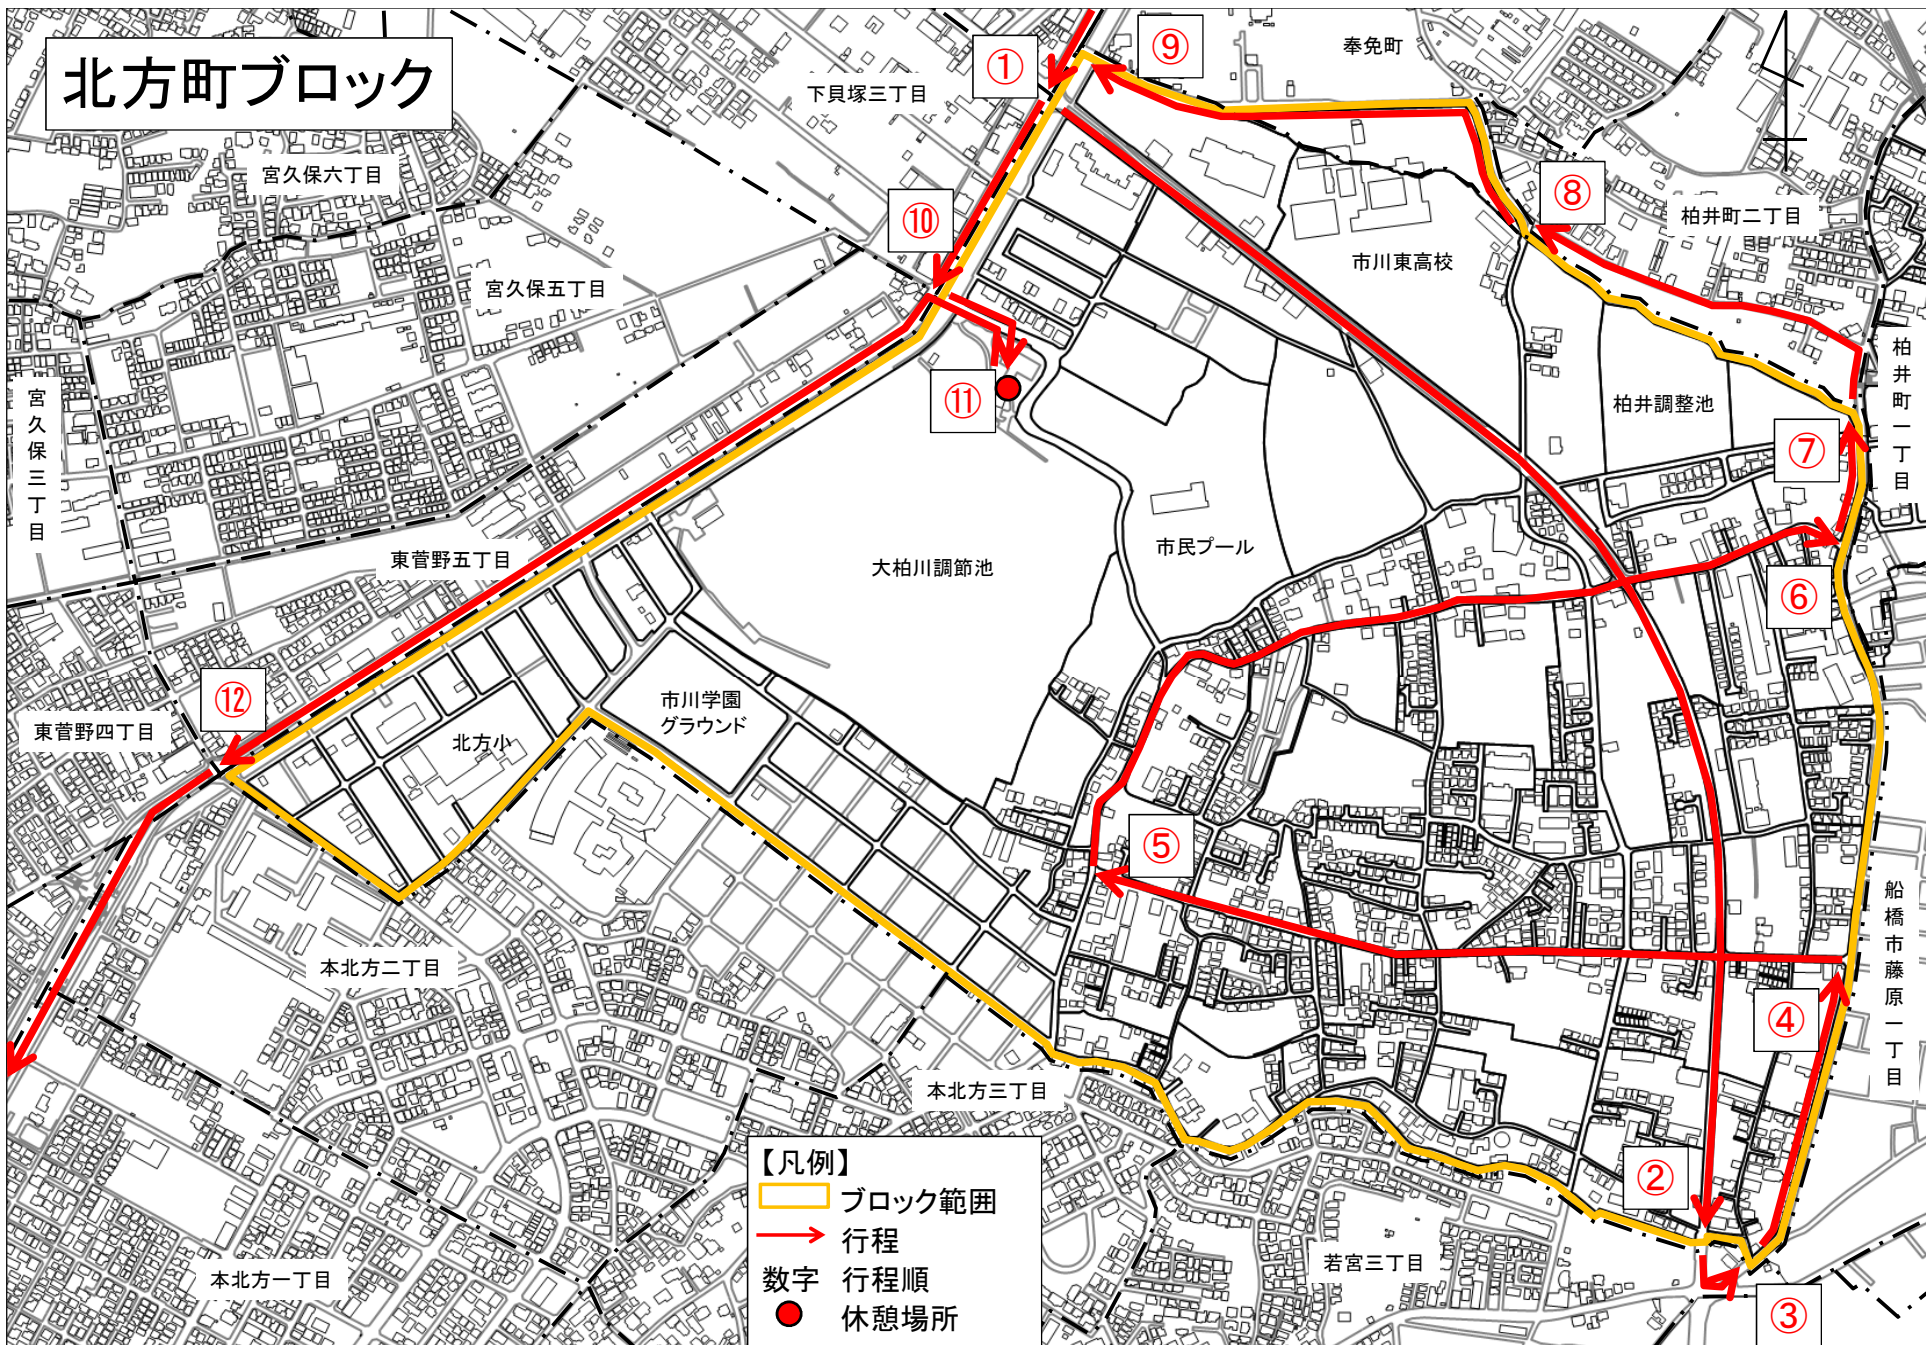 北方町ブロック
①
⑨
奉免町
下貝塚三丁目
宮久保六丁目
⑧
柏井町二丁目
⑩
市川東高校
宮久保五丁目
柏井町一丁目
宮久保三丁目
⑪
柏井調整池
⑦
東菅野五丁目
大柏川調節池
市民プール
⑥
⑫
東菅野四丁目
市川学園
グラウンド
北方小
⑤
船橋市藤原一丁目
本北方二丁目
④
本北方三丁目
②
若宮三丁目
本北方一丁目
③
【凡例】
ブロック範囲
行程
数字 行程順
休憩場所